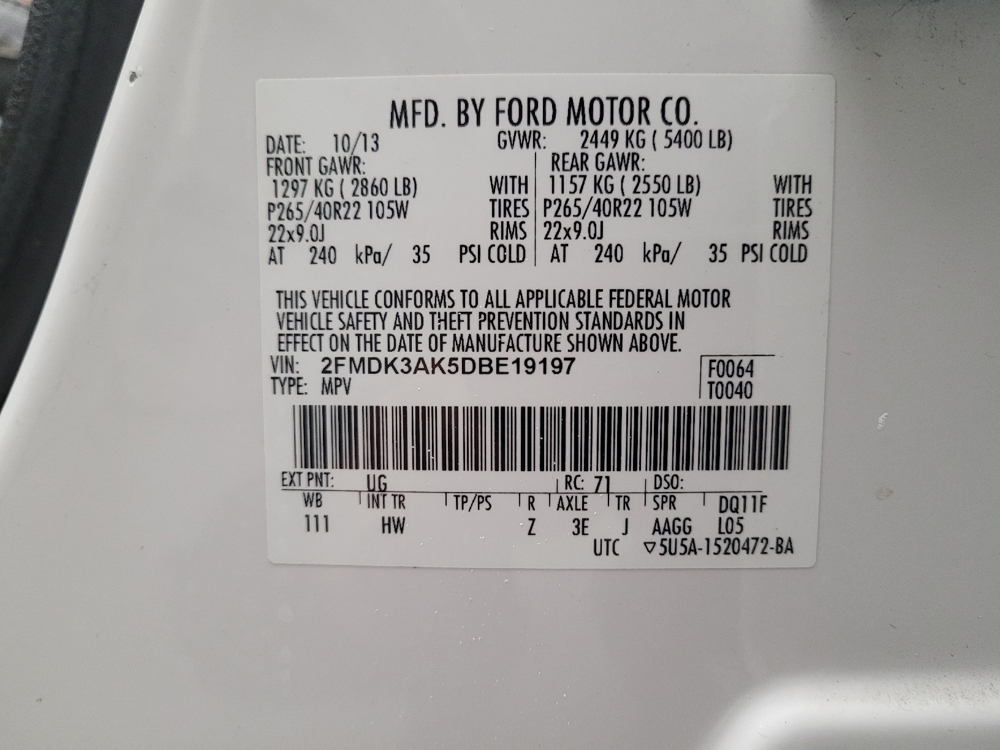 MFD. BY FORD MOTOR CO.
DATE: 10/13 GVWR: 2449 KG ( 5400 LB)
FRONT GAWR: REAR GAWR:
1297 KG ( 2860 LB) WITH 1157 KG ( 2550 LB) WITH
P265/40R22 105W TIRES P265/40R22 105W TIRES
22x9.0J RIMS 22x9.0J RIMS
AT 240 kPa/ 35 PSI COLD AT 240 kPa/ 35 PSI COLD
THIS VEHICLE CONFORMS TO ALL APPLICABLE FEDERAL MOTOR
VEHICLE SAFETY AND THEFT PREVENTION STANDARDS IN
EFFECT ON THE DATE OF MANUFACTURE SHOWN ABOVE.
VIN: 2FMDK3AK5DBE19197 F0064
TYPE: MPV T0040
EXT PNT: UG RC: 71 DSO:
WB INT TR TP/PS R AXLE TR SPR DQ11F
111 HW Z 3E J AAGG L05
UTC ▽5U5A-1520472-BA